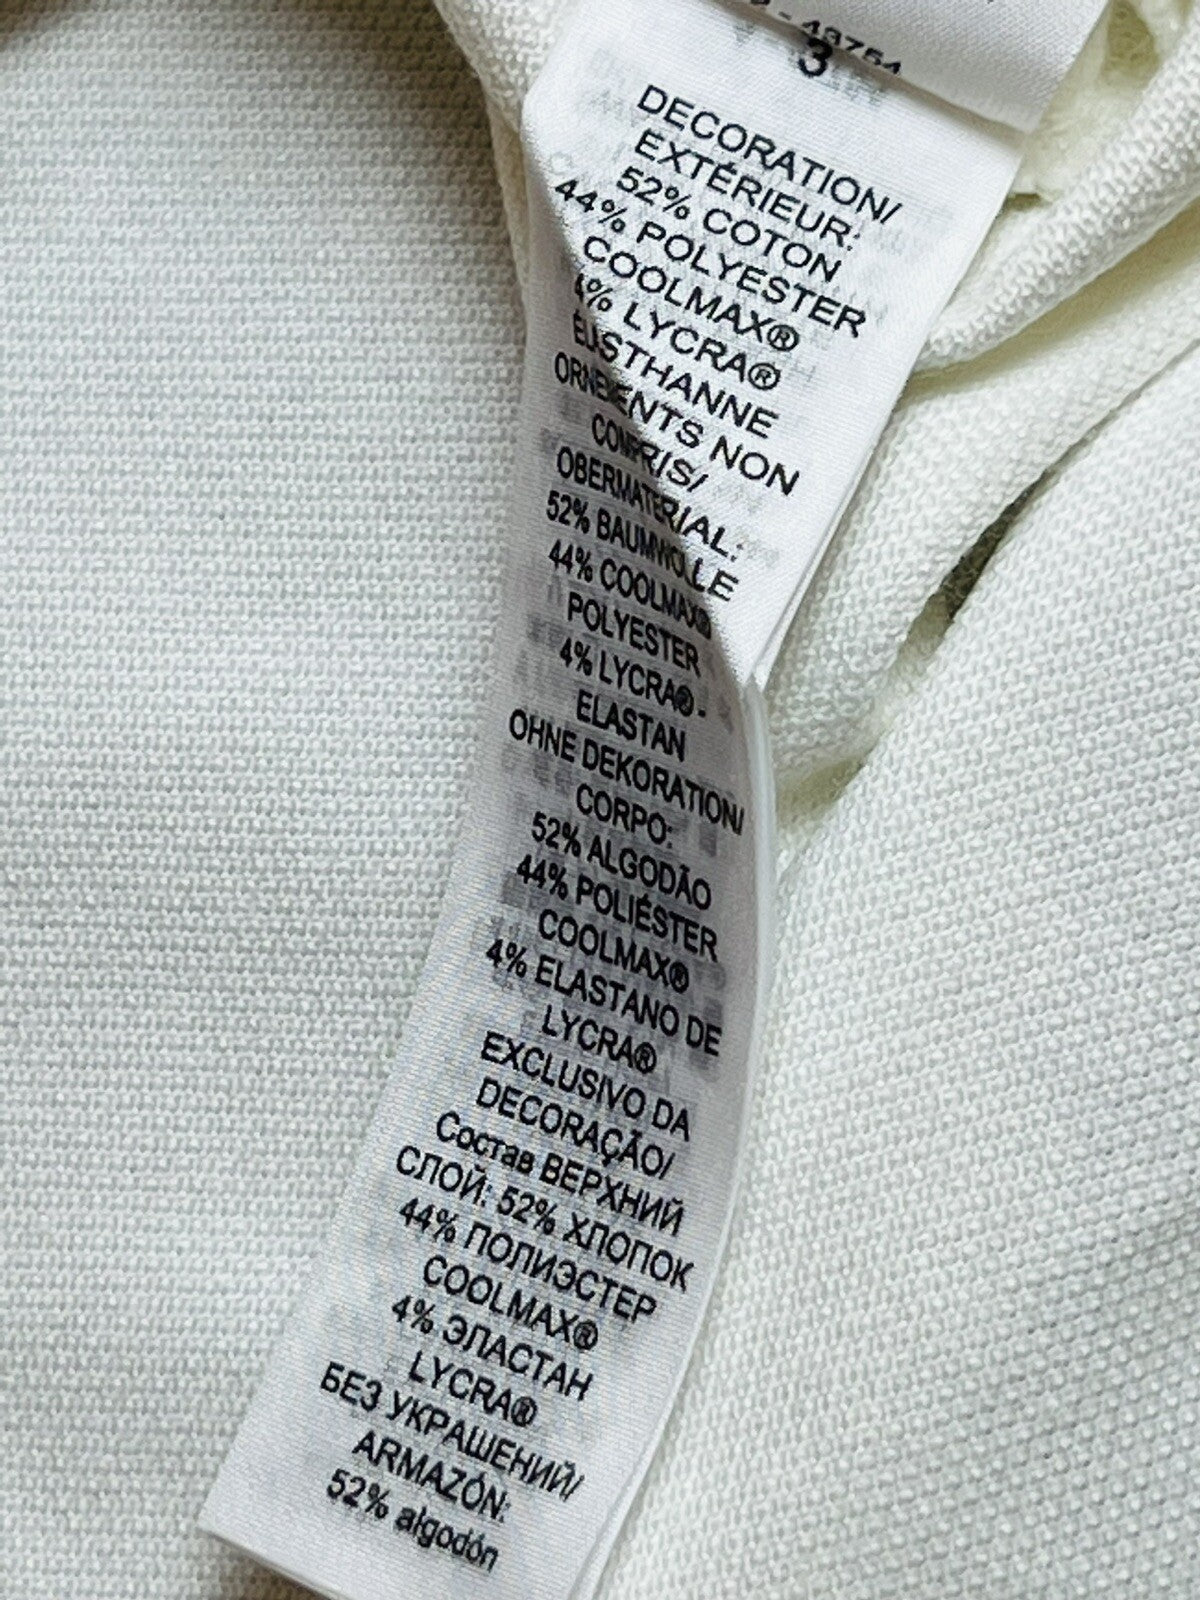 - 43754
3
DECORATION/
EXTÉRIEUR:
52% COTON
44% POLYESTER
COOLMAX®
4% LYCRA®
ÉLASTHANNE
ORNEMENTS NON
COMPRIS/
OBERMATERIAL:
52% BAUMWOLLE
44% COOLMAX®
POLYESTER
4% LYCRA® -
ELASTAN
OHNE DEKORATION/
CORPO:
52% ALGODÃO
44% POLIÉSTER
COOLMAX®
4% ELASTANO DE
LYCRA®
EXCLUSIVO DA
DECORAÇÃO/
Состав ВЕРХНИЙ
СЛОЙ: 52% ХЛОПОК
44% ПОЛИЭСТЕР
COOLMAX®
4% ЭЛАСТАН
LYCRA®
БЕЗ УКРАШЕНИЙ/
ARMAZÓN:
52% algodón